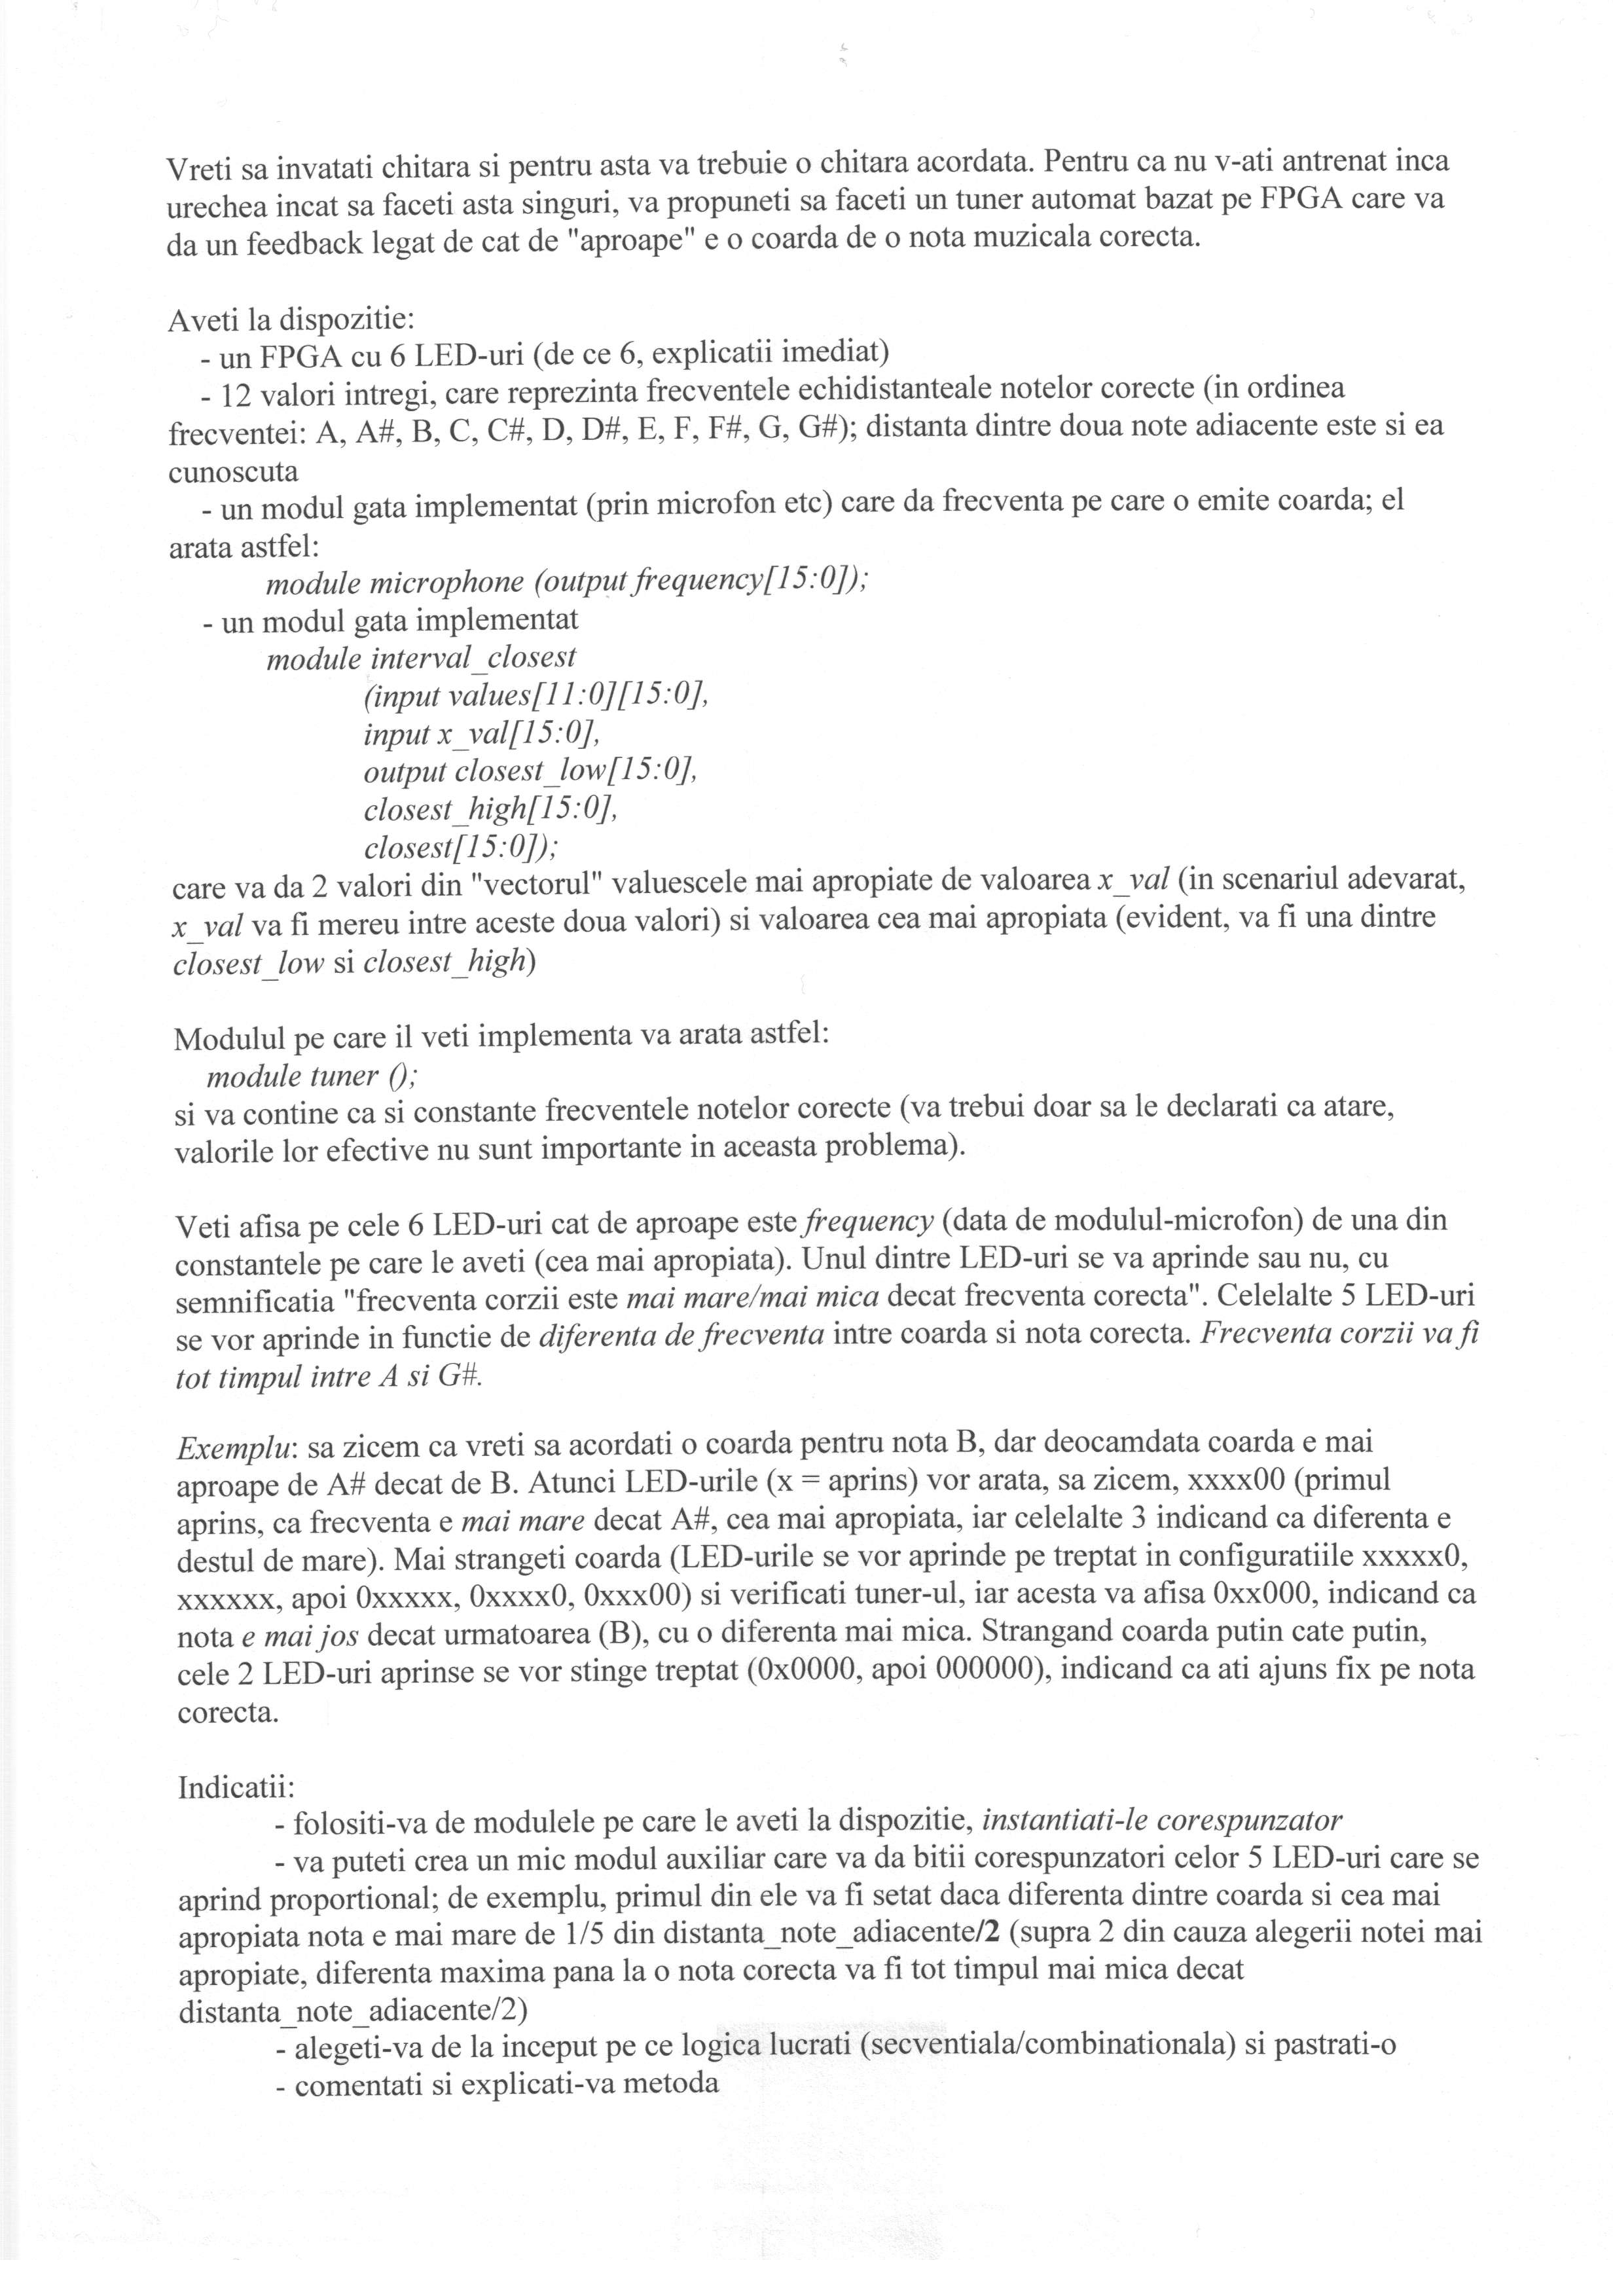 Vreti sa invatati chitara si pentru asta va trebuie o chitara acordata. Pentru ca nu v-ati antrenat inca
urechea incat sa faceti asta singuri, va propuneti sa faceti un tuner automat bazat pe FPGA care va
da un feedback legat de cat de "aproape" e o coarda de o nota muzicala corecta.
Aveti la dispozitie:
- un FPGA cu 6 LED-uri (de ce 6, explicatii imediat)
- 12 valori intregi, care reprezinta frecventele echidistanteale notelor corecte (in ordinea
frecventei: A, A#, B, C, C#, D, D#, E, F, F#, G, G#); distanta dintre doua note adiacente este si ea
cunoscuta
- un modul gata implementat (prin microfon etc) care da frecventa pe care o emite coarda; el
arata astfel:
module microphone (output frequency[15:0]);
- un modul gata implementat
module interval_closest
(input values[11:0][15:0],
input x_val[15:0],
output closest_low[15:0],
closest_high[15:0],
closest[15:0]);
care va da 2 valori din "vectorul" valuescele mai apropiate de valoarea x_val (in scenariul adevarat,
x_val va fi mereu intre aceste doua valori) si valoarea cea mai apropiata (evident, va fi una dintre
closest_low si closest_high)
Modulul pe care il veti implementa va arata astfel:
module tuner ();
si va contine ca si constante frecventele notelor corecte (va trebui doar sa le declarati ca atare,
valorile lor efective nu sunt importante in aceasta problema).
Veti afisa pe cele 6 LED-uri cat de aproape este frequency (data de modulul-microfon) de una din
constantele pe care le aveti (cea mai apropiata). Unul dintre LED-uri se va aprinde sau nu, cu
semnificatia "frecventa corzii este mai mare/mai mica decat frecventa corecta". Celelalte 5 LED-uri
se vor aprinde in functie de diferenta de frecventa intre coarda si nota corecta. Frecventa corzii va fi
tot timpul intre A si G#.
Exemplu: sa zicem ca vreti sa acordati o coarda pentru nota B, dar deocamdata coarda e mai
aproape de A# decat de B. Atunci LED-urile (x = aprins) vor arata, sa zicem, xxxx00 (primul
aprins, ca frecventa e mai mare decat A#, cea mai apropiata, iar celelalte 3 indicand ca diferenta e
destul de mare). Mai strangeti coarda (LED-urile se vor aprinde pe treptat in configuratiile xxxxx0,
xxxxxx, apoi 0xxxxx, 0xxxx0, 0xxx00) si verificati tuner-ul, iar acesta va afisa 0xx000, indicand ca
nota e mai jos decat urmatoarea (B), cu o diferenta mai mica. Strangand coarda putin cate putin,
cele 2 LED-uri aprinse se vor stinge treptat (0x0000, apoi 000000), indicand ca ati ajuns fix pe nota
corecta.
Indicatii:
- folositi-va de modulele pe care le aveti la dispozitie, instantiati-le corespunzator
- va puteti crea un mic modul auxiliar care va da bitii corespunzatori celor 5 LED-uri care se
aprind proportional; de exemplu, primul din ele va fi setat daca diferenta dintre coarda si cea mai
apropiata nota e mai mare de 1/5 din distanta_note_adiacente/2 (supra 2 din cauza alegerii notei mai
apropiate, diferenta maxima pana la o nota corecta va fi tot timpul mai mica decat
distanta_note_adiacente/2)
- alegeti-va de la inceput pe ce logica lucrati (secventiala/combinationala) si pastrati-o
- comentati si explicati-va metoda